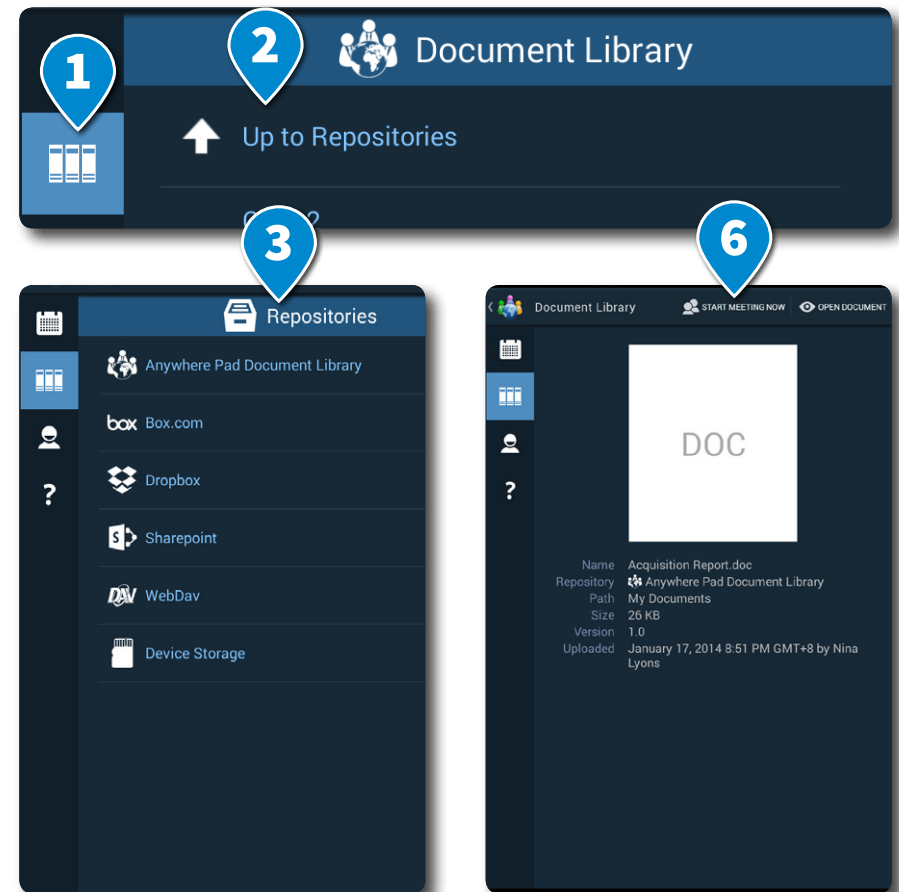 1
2
Document Library
Up to Repositories
3
Repositories
Anywhere Pad Document Library
box Box.com
Dropbox
S Sharepoint
DAV WebDav
Device Storage
?
6
Document Library START MEETING NOW OPEN DOCUMENT
DOC
?
Name Acquisition Report.doc
Repository Anywhere Pad Document Library
Path My Documents
Size 26 KB
Version 1.0
Uploaded January 17, 2014 8:51 PM GMT+8 by Nina
Lyons